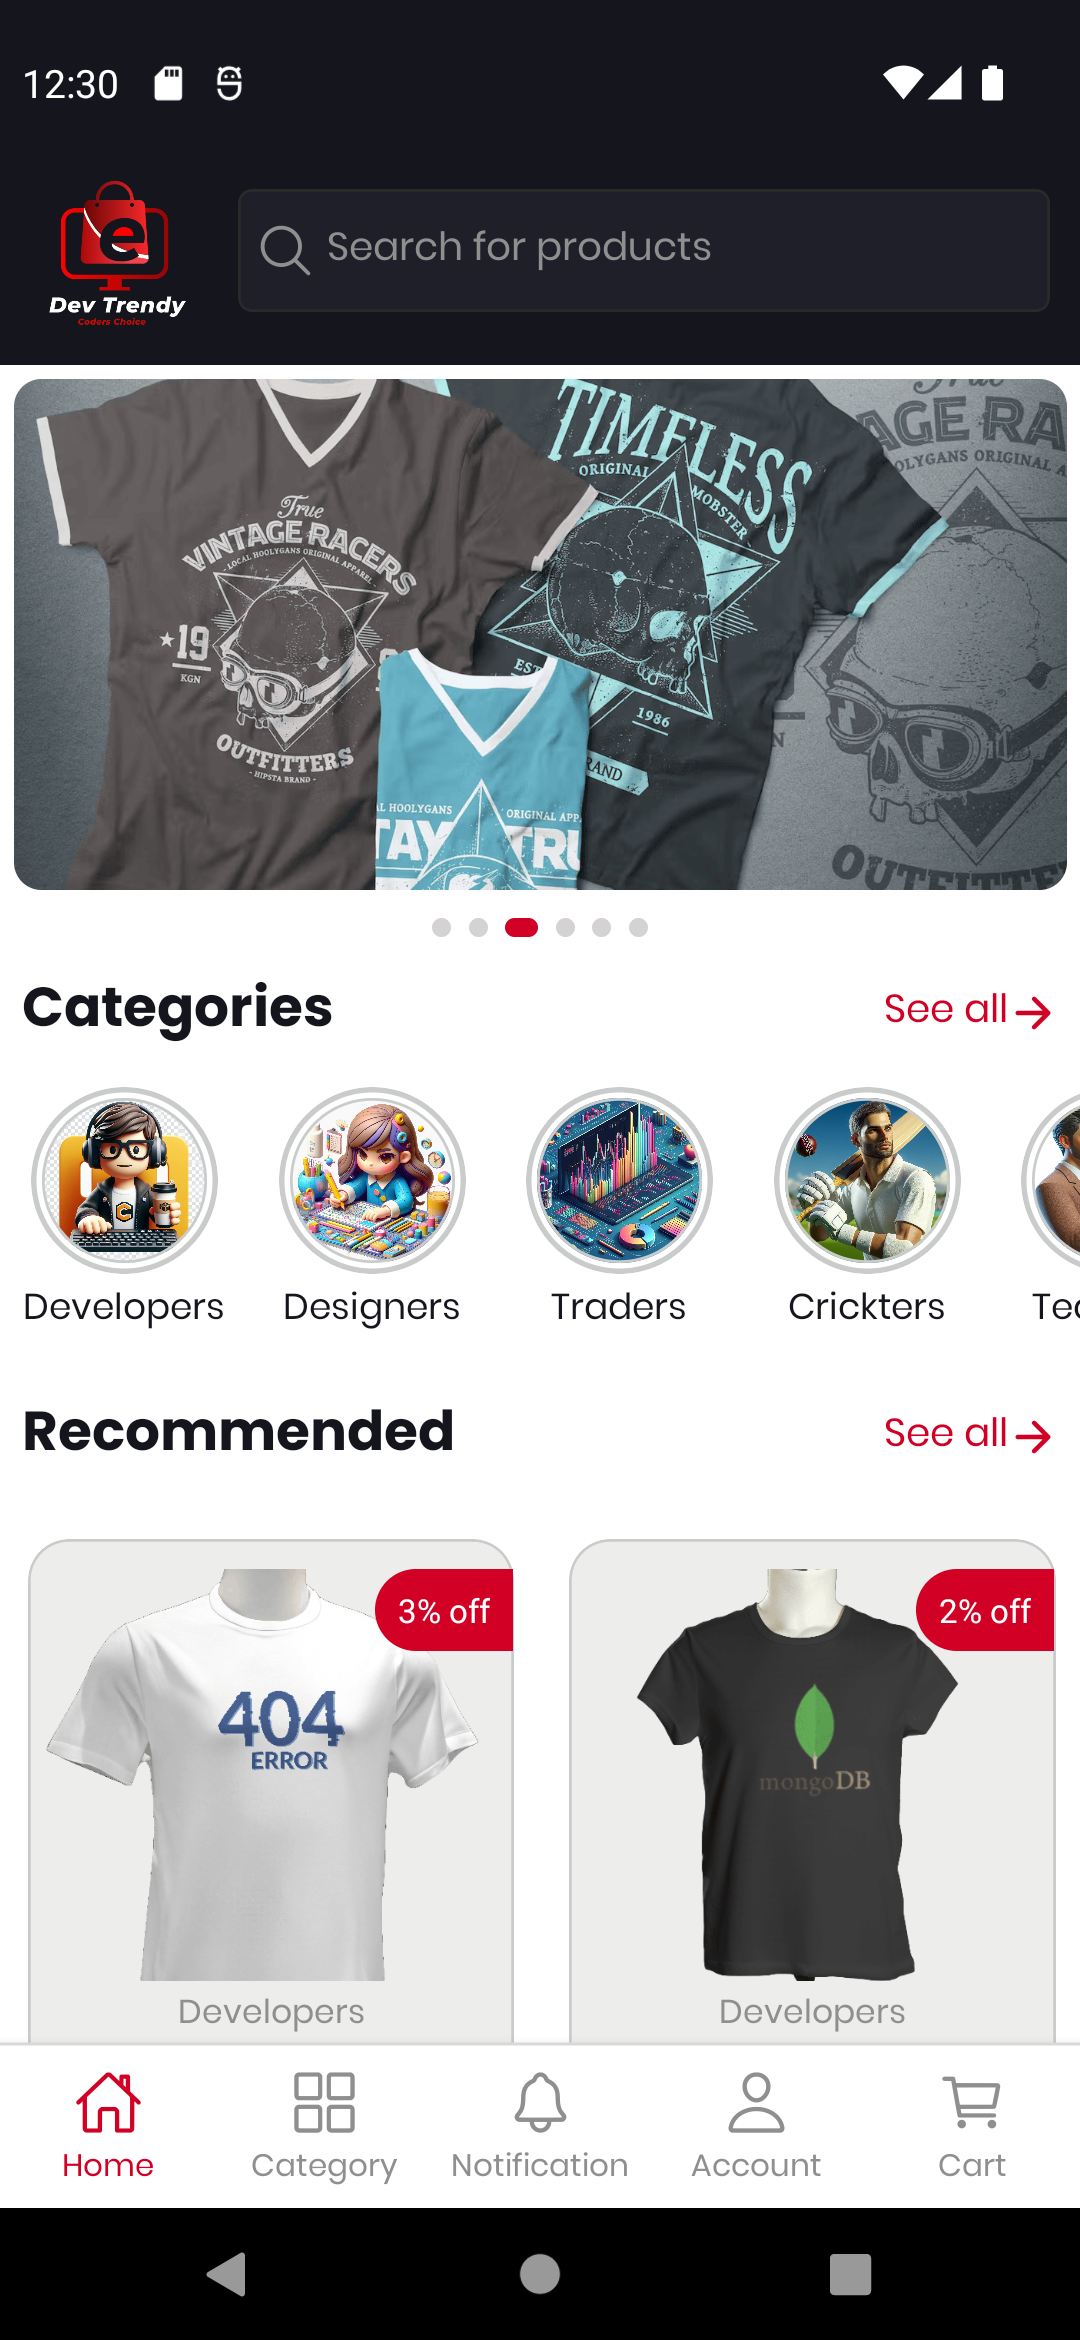 12:30
e
Dev Trendy
Coders Choice
Search for products
True
VINTAGE RACERS
LOCAL HOOLYGANS ORIGINAL APPAREL
19
KGN
OUTFITTERS
- HIPSTA BRAND -
TIMELESS
ORIGINAL
MOBSTER
EST
1986
RAND
AL HOOLYGANS
ORIGINAL APP
TAY
TRU
True
AGE RA
OLYGANS ORIGINAL A
N
OUTFITTE
Categories
See all
Developers
Designers
Traders
Crickters
Tec
Recommended
See all
3% off
404
ERROR
Developers
2% off
mongoDB
Developers
Home
Category
Notification
Account
Cart